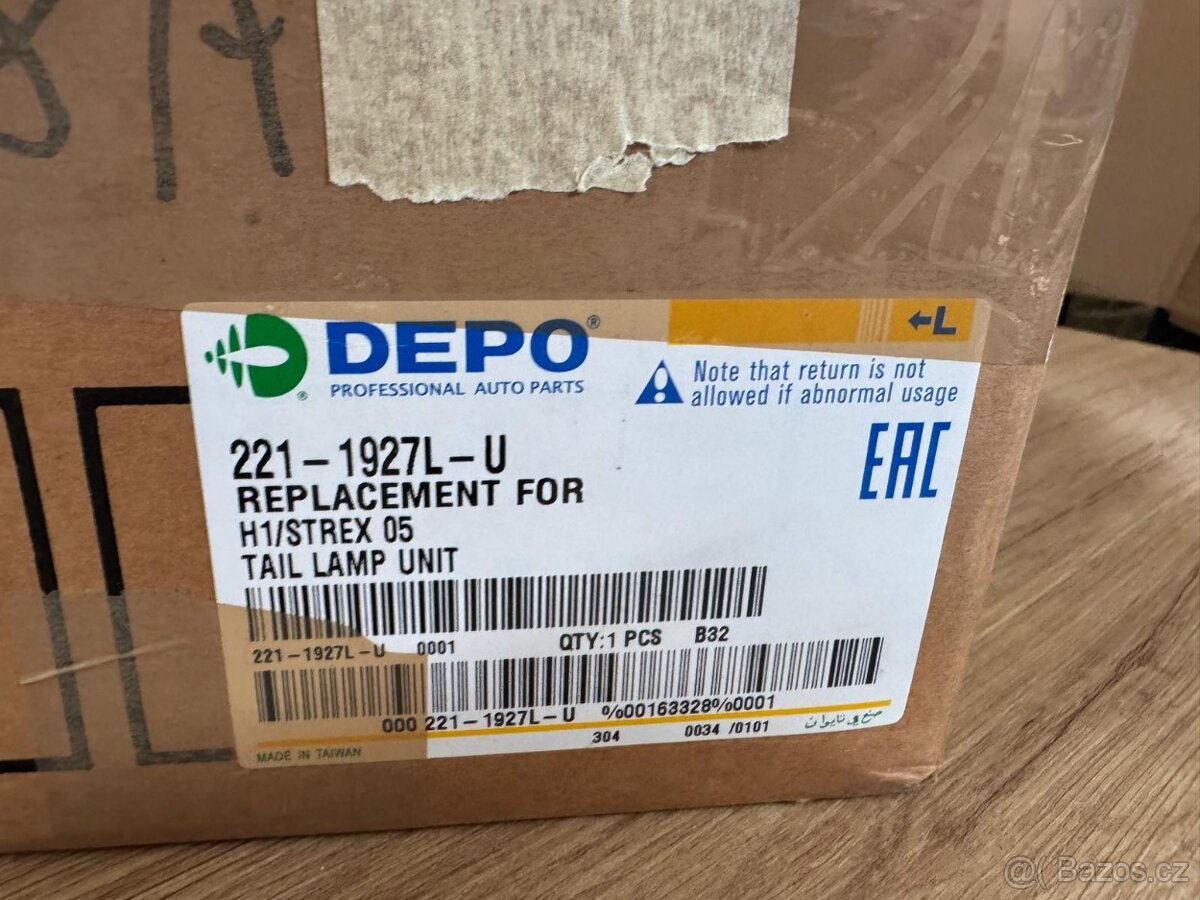 8/4
DEPO®
PROFESSIONAL AUTO PARTS
←L
Note that return is not
allowed if abnormal usage
EAC
221-1927L-U
REPLACEMENT FOR
H1/STREX 05
TAIL LAMP UNIT
221-1927L-U 0001 QTY:1 PCS B32
000 221-1927L-U %00163328%0001
304 0034 /0101 صنع في تايوان
MADE IN TAIWAN
@( Bazos.cz